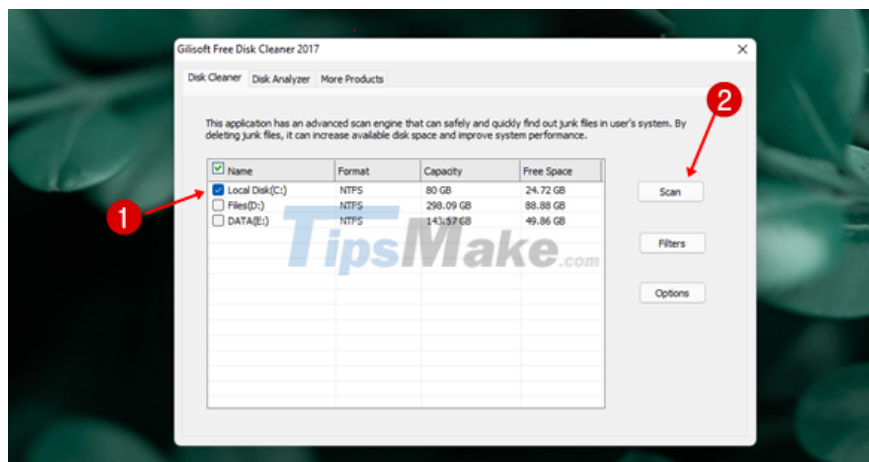 Gilisoft Free Disk Cleaner 2017
Disk Cleaner Disk Analyzer More Products
2
This application has an advanced scan engine that can safely and quickly find out junk files in user's system. By
deleting junk files, it can increase available disk space and improve system performance.
Name Format Capacity Free Space
Local Disk(C:) NTFS 80 GB 24.72 GB
Scan
1
Files(D:) NTFS 298.09 GB 88.88 GB
DATA(E:) NTFS 143.57 GB 49.86 GB
TipsMake.com
Filters
Options